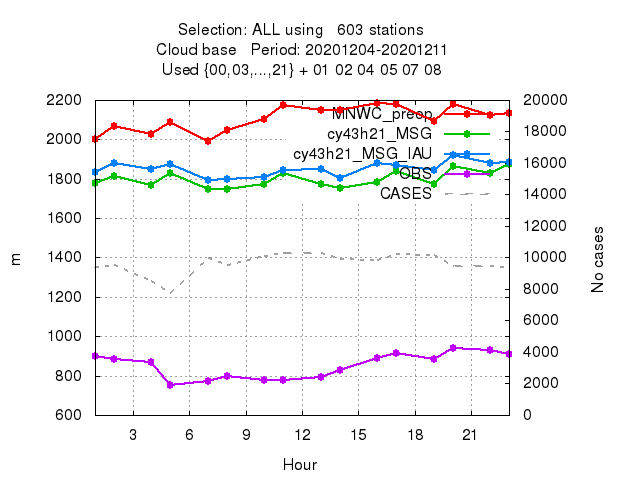 Selection: ALL using   603 stations
Cloud base   Period: 20201204-20201211
Used {00,03,...,21} + 01 02 04 05 07 08
2200
2000
1800
1600
1400
1200
1000
800
600
m
MNWC_preop
cy43h21_MSG
cy43h21_MSG_IAU
OBS
CASES
20000
18000
16000
14000
12000
10000
8000
6000
4000
2000
0
No cases
3 6 9 12 15 18 21
Hour